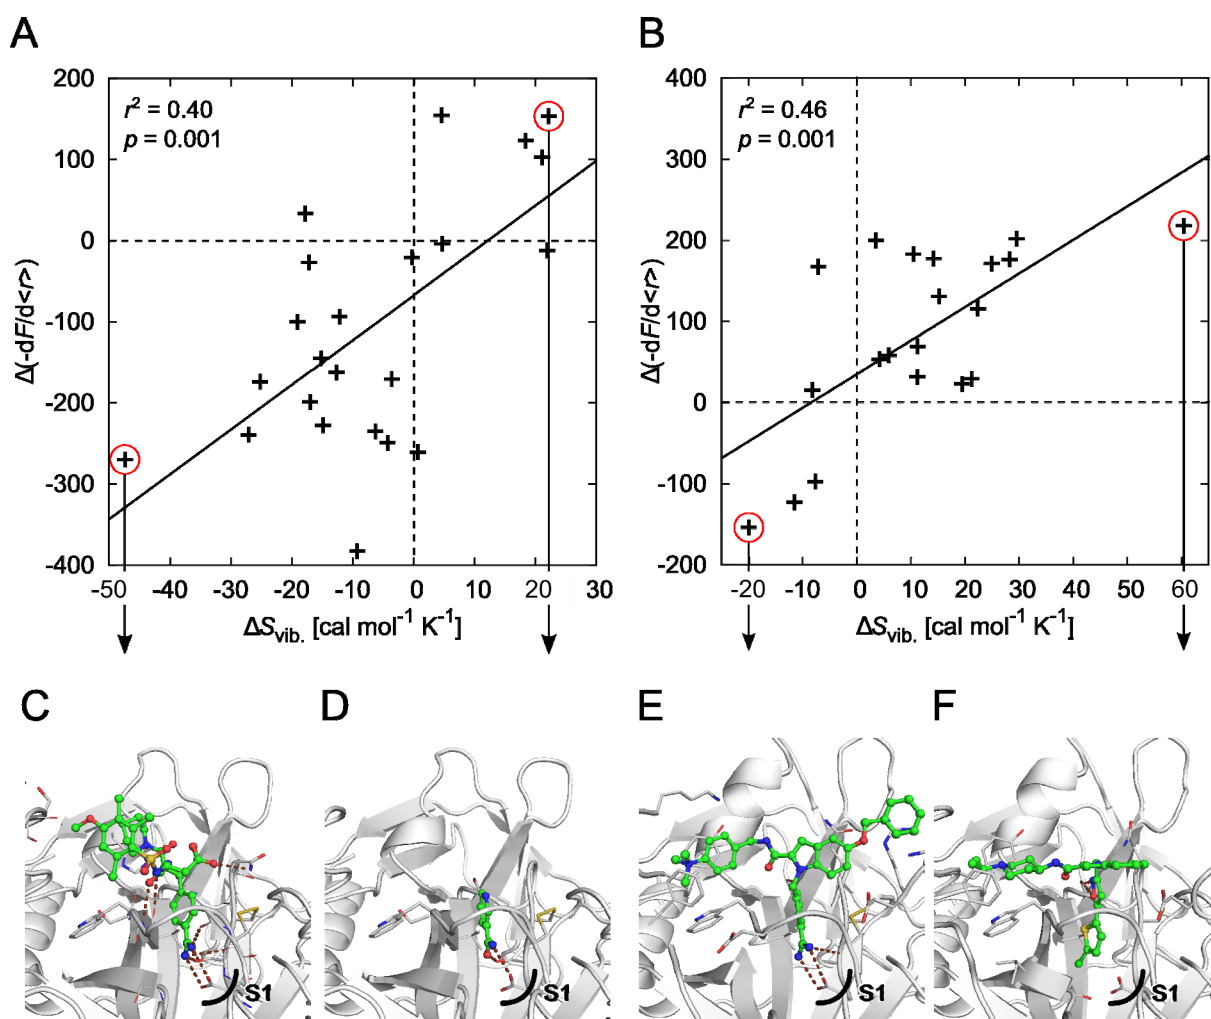 A
r² = 0.40
p = 0.001
Δ(-dF/d<r>)
200
100
0
-100
-200
-300
-400
-50 -40 -30 -20 -10 0 10 20 30
ΔS_vib. [cal mol⁻¹ K⁻¹]
B
r² = 0.46
p = 0.001
Δ(-dF/d<r>)
400
300
200
100
0
-100
-200
-20 -10 0 10 20 30 40 50 60
ΔS_vib. [cal mol⁻¹ K⁻¹]
C
S1
D
S1
E
S1
F
S1